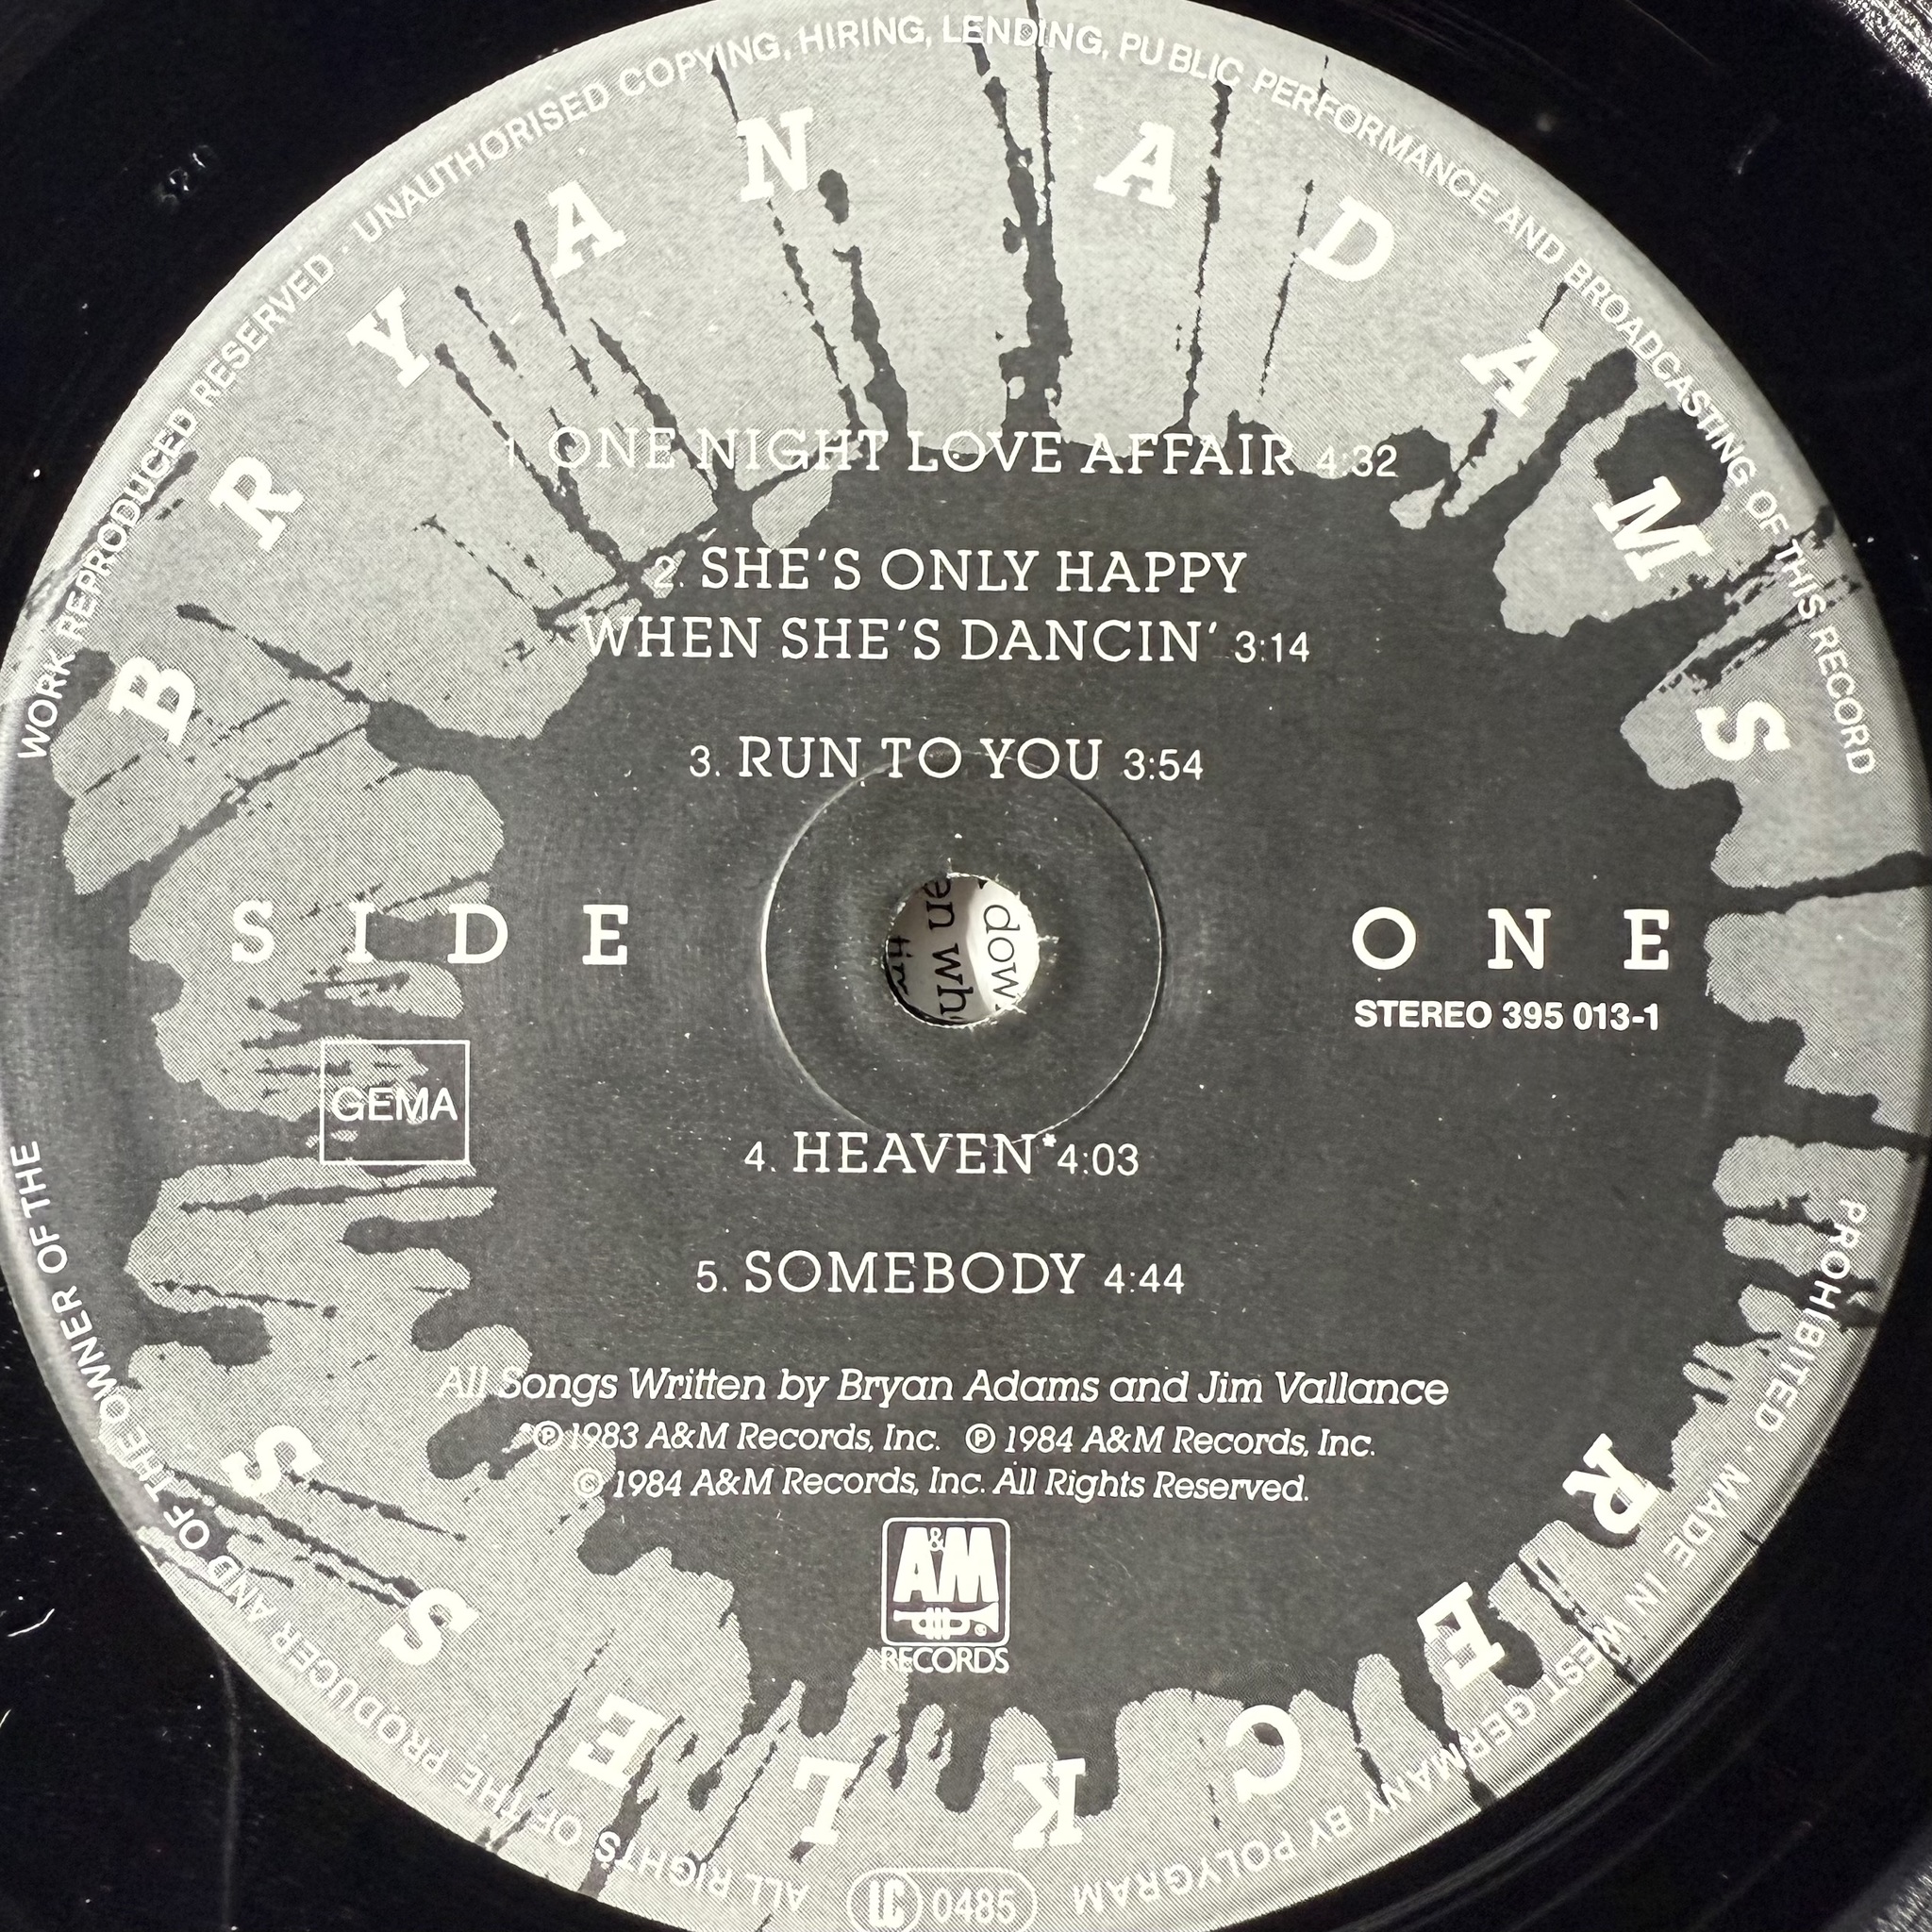 WORK REPRODUCED RESERVED · UNAUTHORISED COPYING, HIRING, LENDING, PUBLIC PERFORMANCE AND BROADCASTING OF THIS RECORD
PROHIBITED MADE IN WEST GERMANY BY POLYGRAM
LC 0485
ALL RIGHTS OF THE PRODUCER AND OF THE OWNER OF THE
BRYAN ADAMS
RECKLESS
1. ONE NIGHT LOVE AFFAIR 4:32
2. SHE'S ONLY HAPPY
WHEN SHE'S DANCIN' 3:14
3. RUN TO YOU 3:54
SIDE ONE
STEREO 395 013-1
GEMA
4. HEAVEN* 4:03
5. SOMEBODY 4:44
All Songs Written by Bryan Adams and Jim Vallance
*℗ 1983 A&M Records, Inc. ℗ 1984 A&M Records, Inc.
© 1984 A&M Records, Inc. All Rights Reserved.
A&M
RECORDS